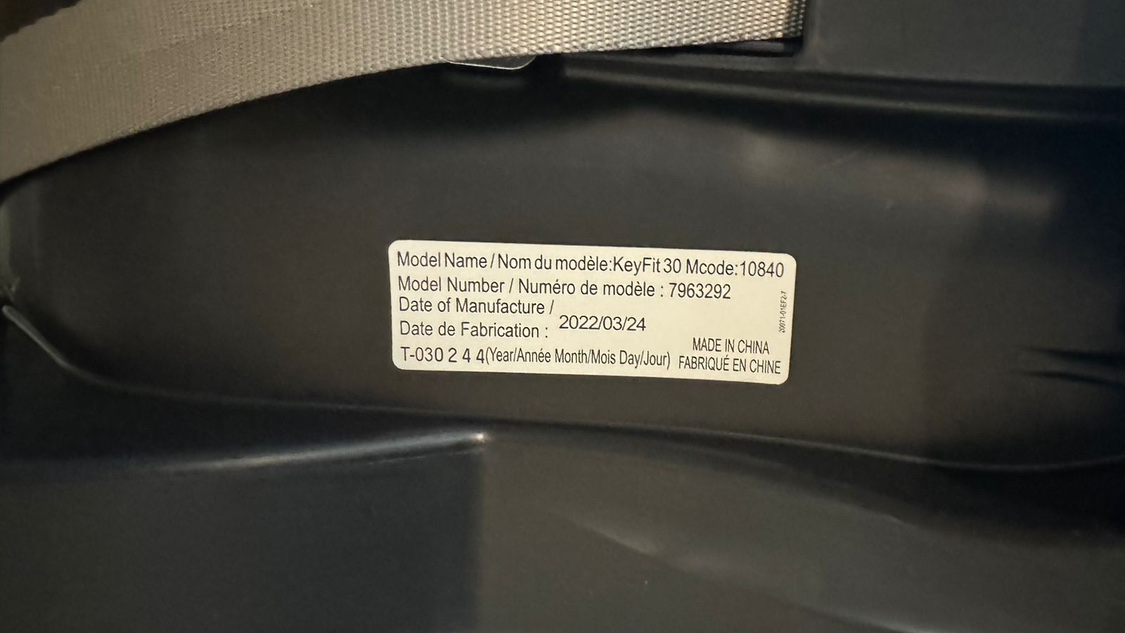 Model Name / Nom du modèle:KeyFit 30 Mcode:10840
Model Number / Numéro de modèle : 7963292
Date of Manufacture /
Date de Fabrication : 2022/03/24
T-030 2 4 4(Year/Année Month/Mois Day/Jour)
MADE IN CHINA
FABRIQUÉ EN CHINE